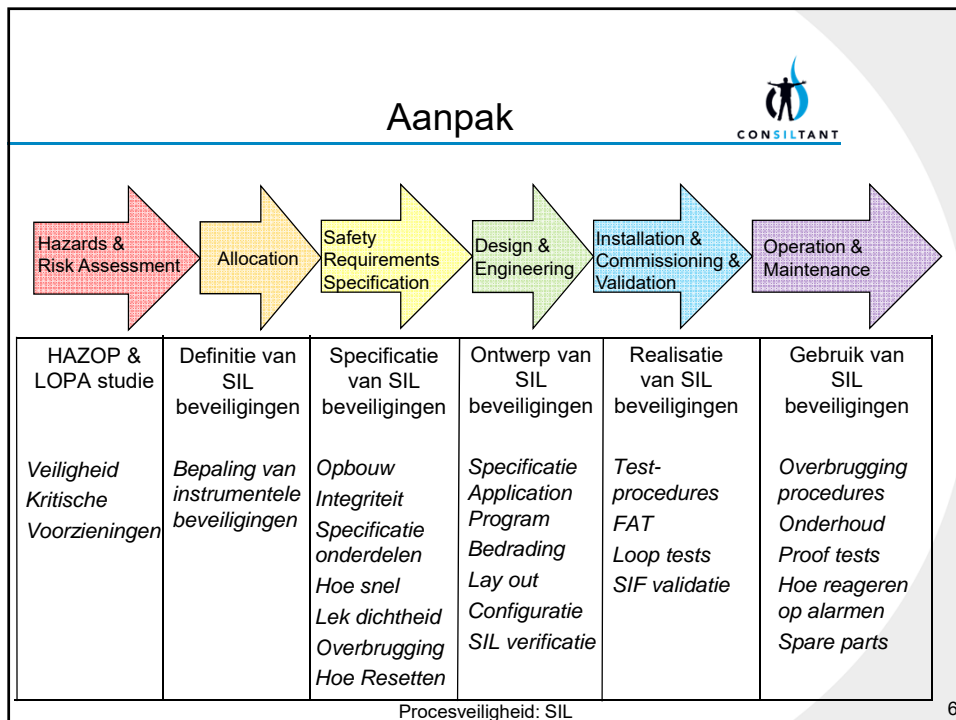 Aanpak
CONSILTANT
Hazards &
Risk Assessment
Allocation
Safety
Requirements
Specification
Design &
Engineering
Installation &
Commissioning &
Validation
Operation &
Maintenance
HAZOP &
LOPA studie
Veiligheid
Kritische
Voorzieningen
Definitie van
SIL
beveiligingen
Bepaling van
instrumentele
beveiligingen
Specificatie
van SIL
beveiligingen
Opbouw
Integriteit
Specificatie
onderdelen
Hoe snel
Lek dichtheid
Overbrugging
Hoe Resetten
Ontwerp van
SIL
beveiligingen
Specificatie
Application
Program
Bedrading
Lay out
Configuratie
SIL verificatie
Realisatie
van SIL
beveiligingen
Test-
procedures
FAT
Loop tests
SIF validatie
Gebruik van
SIL
beveiligingen
Overbrugging
procedures
Onderhoud
Proof tests
Hoe reageren
op alarmen
Spare parts
Procesveiligheid: SIL
6